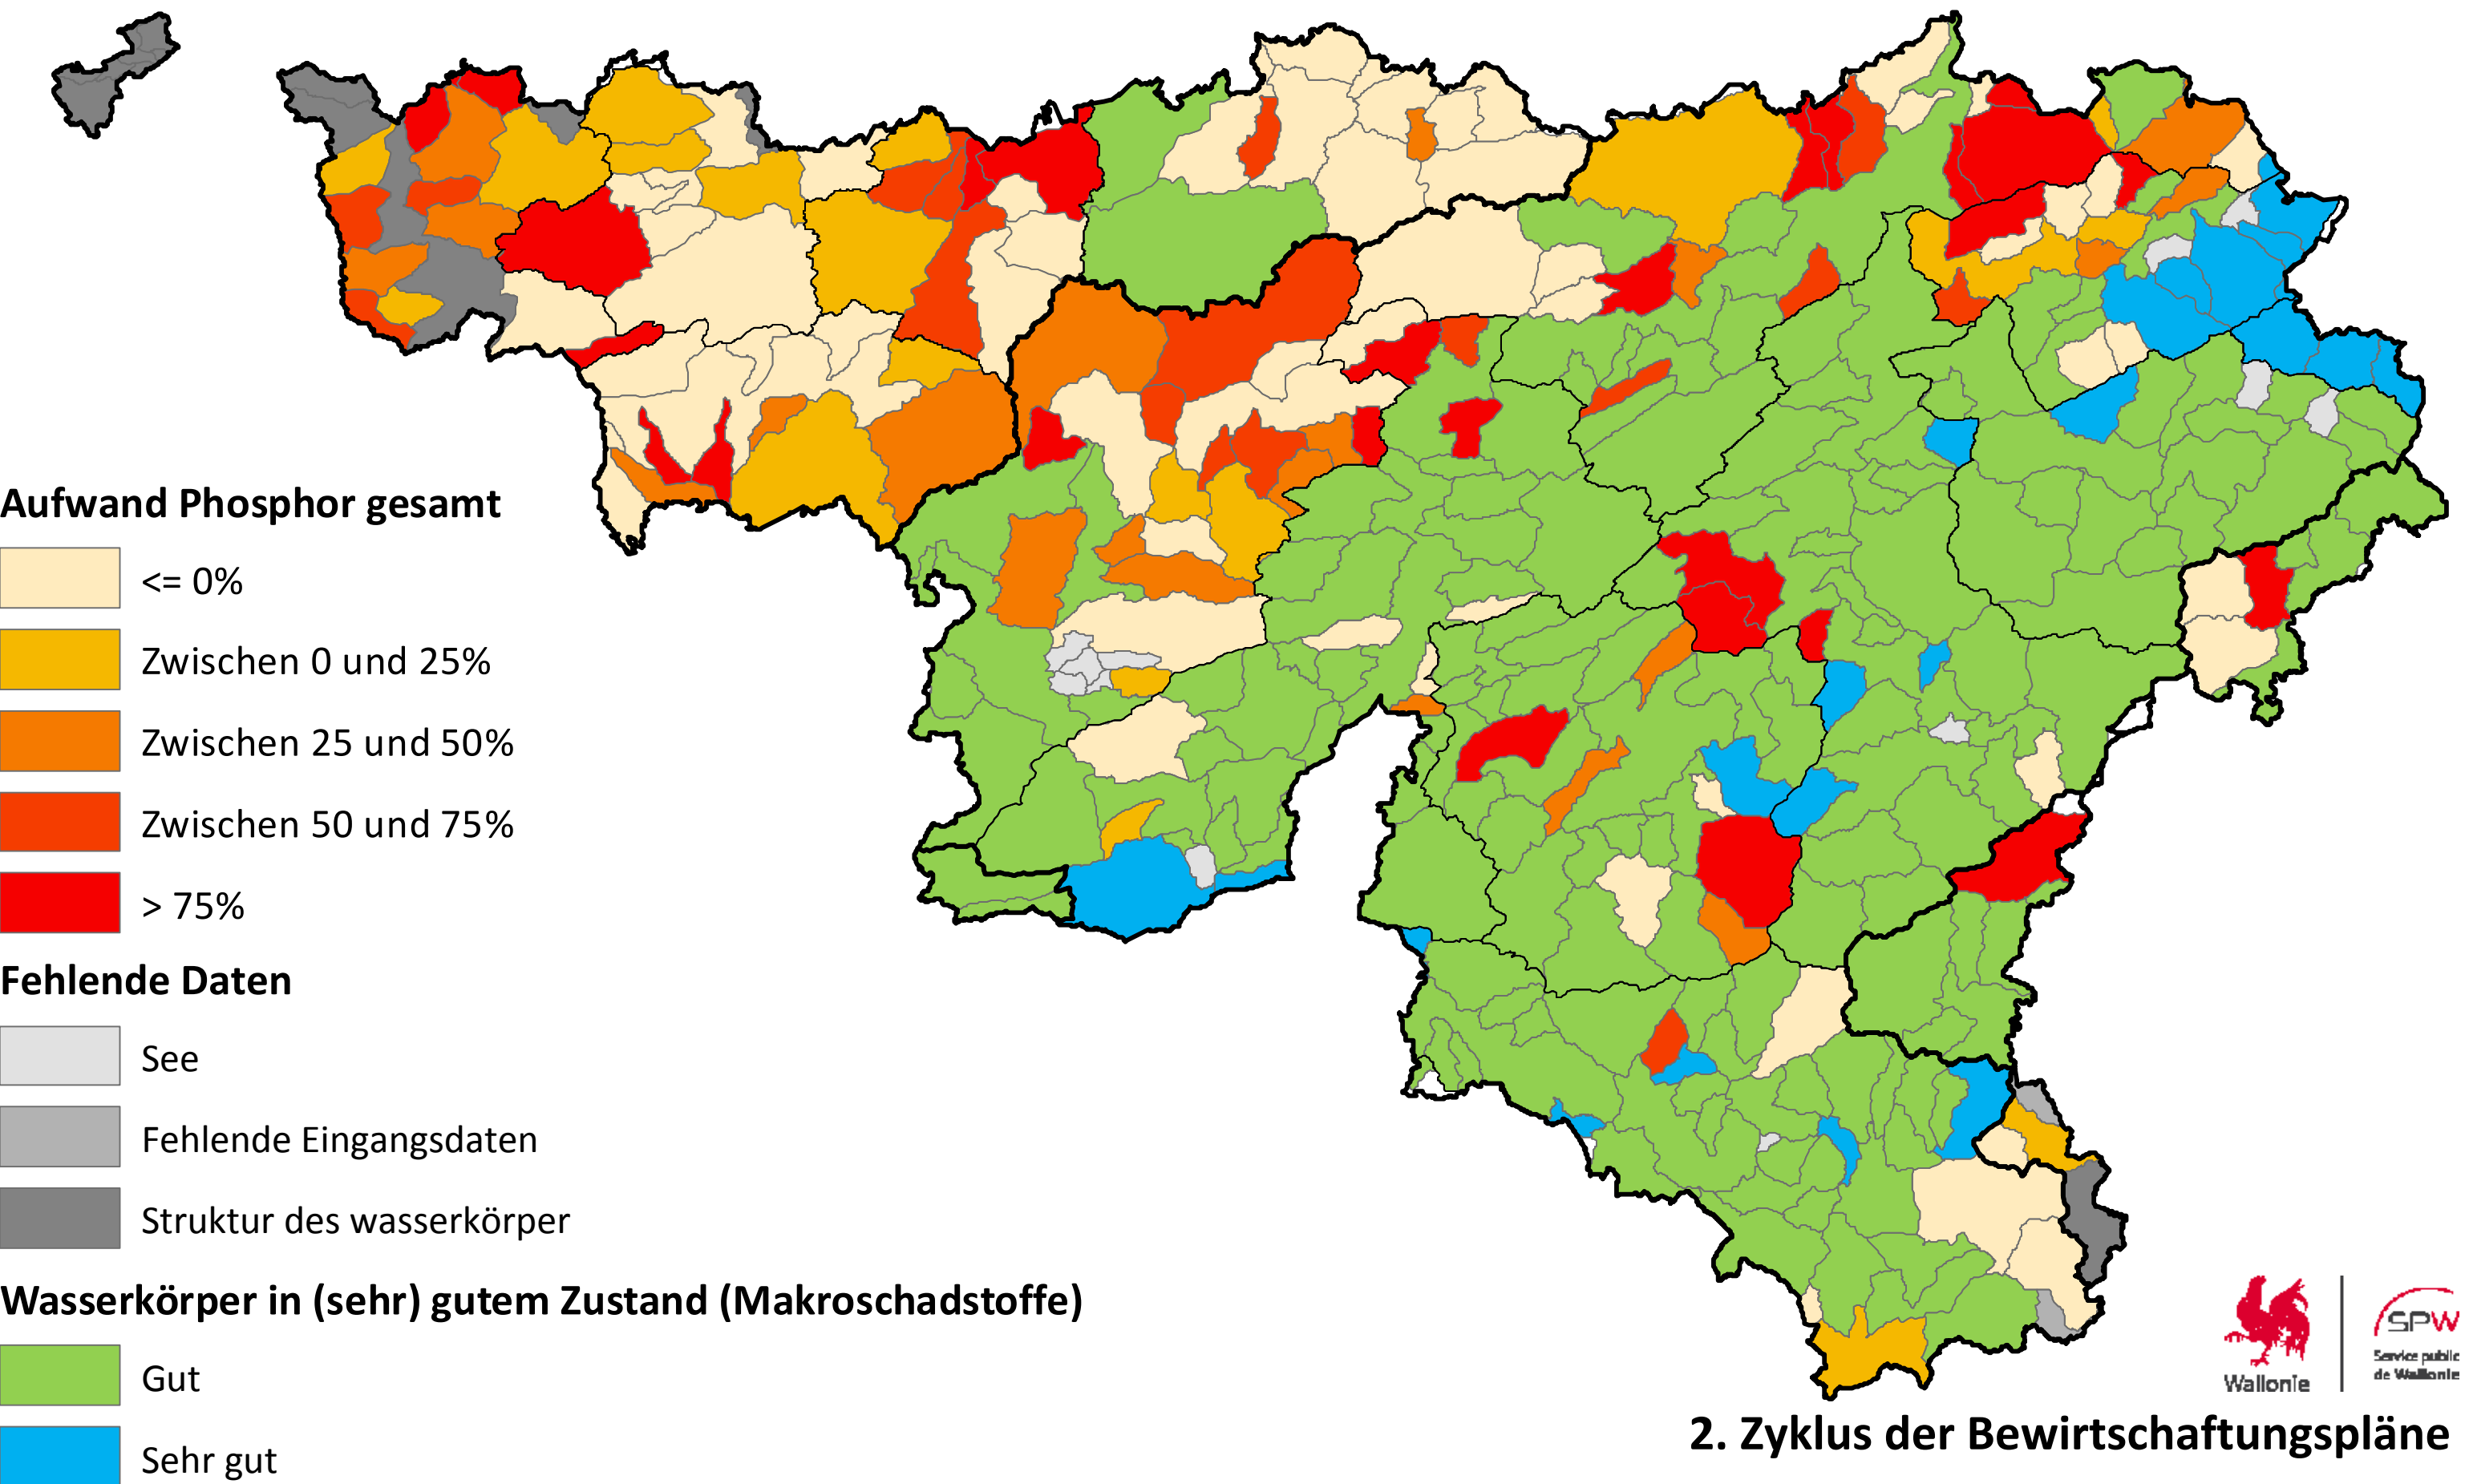 Aufwand Phosphor gesamt
<= 0%
Zwischen 0 und 25%
Zwischen 25 und 50%
Zwischen 50 und 75%
> 75%
Fehlende Daten
See
Fehlende Eingangsdaten
Struktur des wasserkörper
Wasserkörper in (sehr) gutem Zustand (Makroschadstoffe)
Gut
Sehr gut
Wallonie
SPW
Service public
de Wallonie
2. Zyklus der Bewirtschaftungspläne